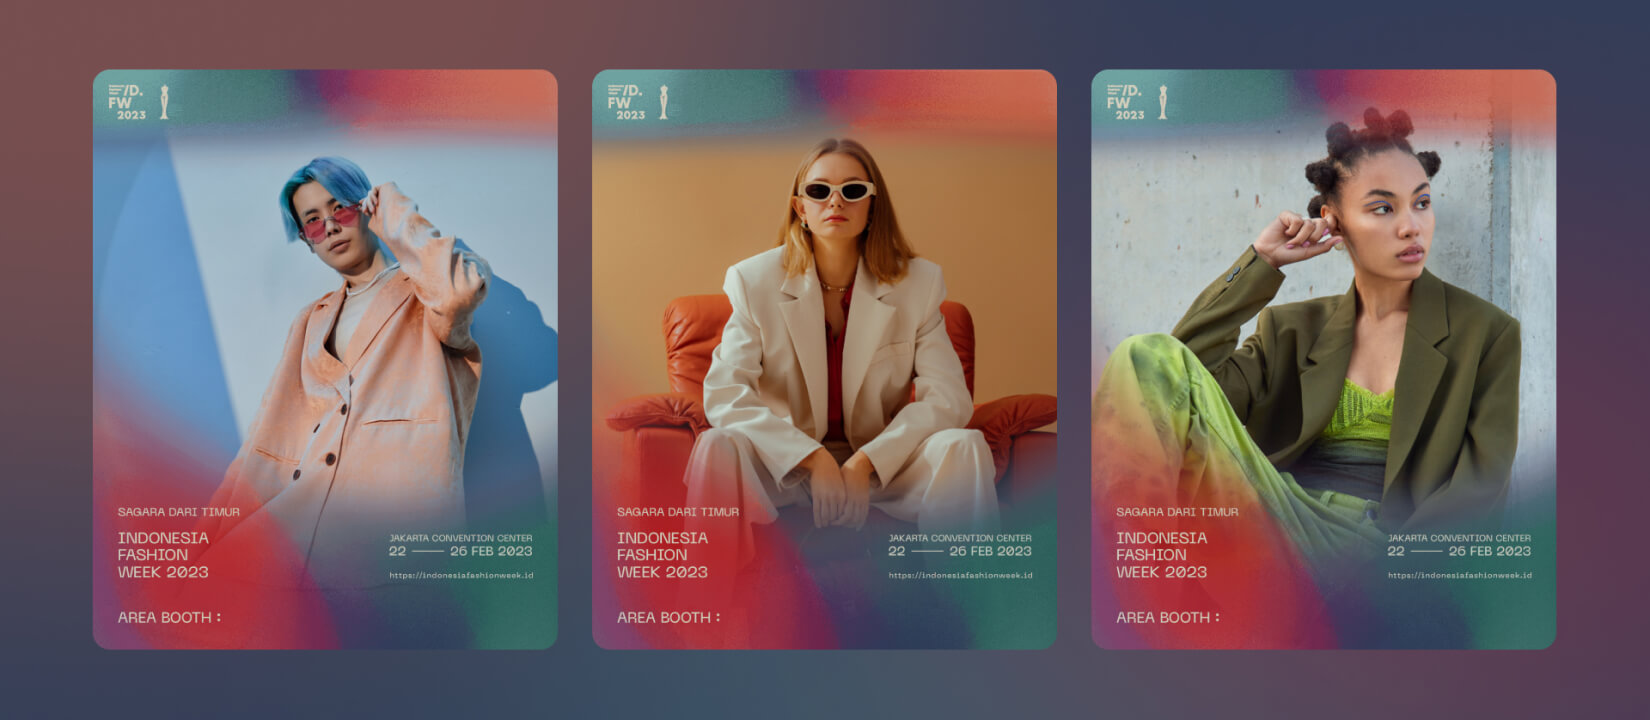 /D.
FW
2023
SAGARA DARI TIMUR
INDONESIA
FASHION
WEEK 2023
AREA BOOTH :
JAKARTA CONVENTION CENTER
22 — 26 FEB 2023
https://indonesiafashionweek.id
/D.
FW
2023
SAGARA DARI TIMUR
INDONESIA
FASHION
WEEK 2023
AREA BOOTH :
JAKARTA CONVENTION CENTER
22 — 26 FEB 2023
https://indonesiafashionweek.id
/D.
FW
2023
SAGARA DARI TIMUR
INDONESIA
FASHION
WEEK 2023
AREA BOOTH :
JAKARTA CONVENTION CENTER
22 — 26 FEB 2023
https://indonesiafashionweek.id